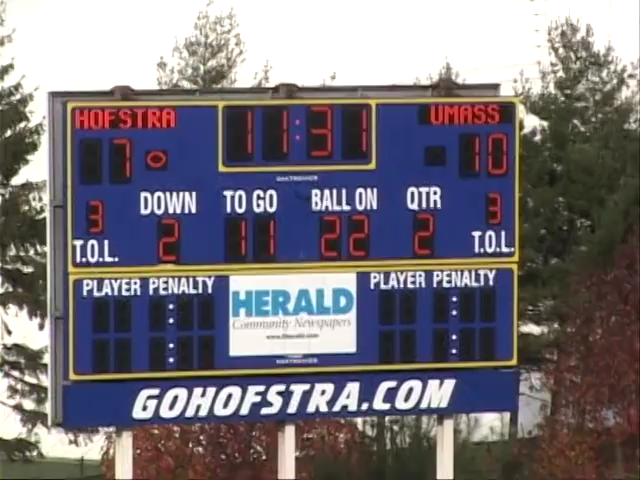 HOFSTRA 11:31 UMASS
7 10
DOWN TO GO BALL ON QTR
3 2 11 22 2 3
T.O.L. T.O.L.
PLAYER PENALTY HERALD PLAYER PENALTY
Community Newspapers
GOHOFSTRA.COM